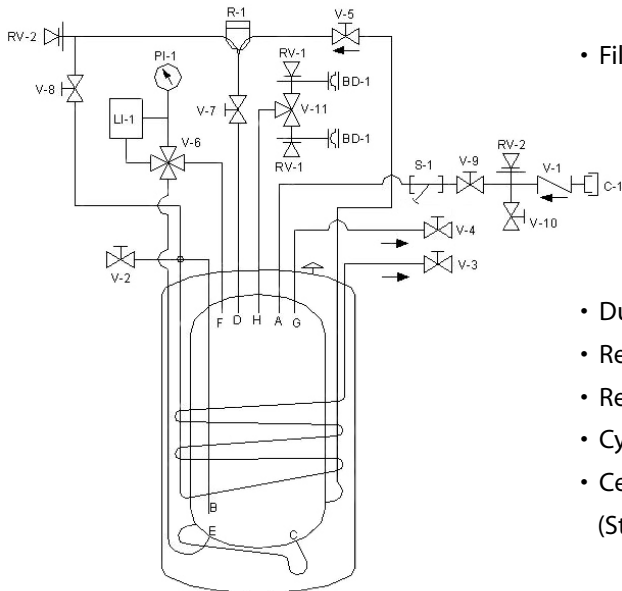 R-1
V-5
RV-2
PI-1
RV-1
V-8
BD-1
LI-1
V-7
V-11
V-6
BD-1
RV-1
RV-2
S-1
V-9
V-1
C-1
V-10
V-4
V-3
V-2
F D H A G
B
E
C
• Fil
• Du
• Re
• Re
• Cy
• Ce
(St